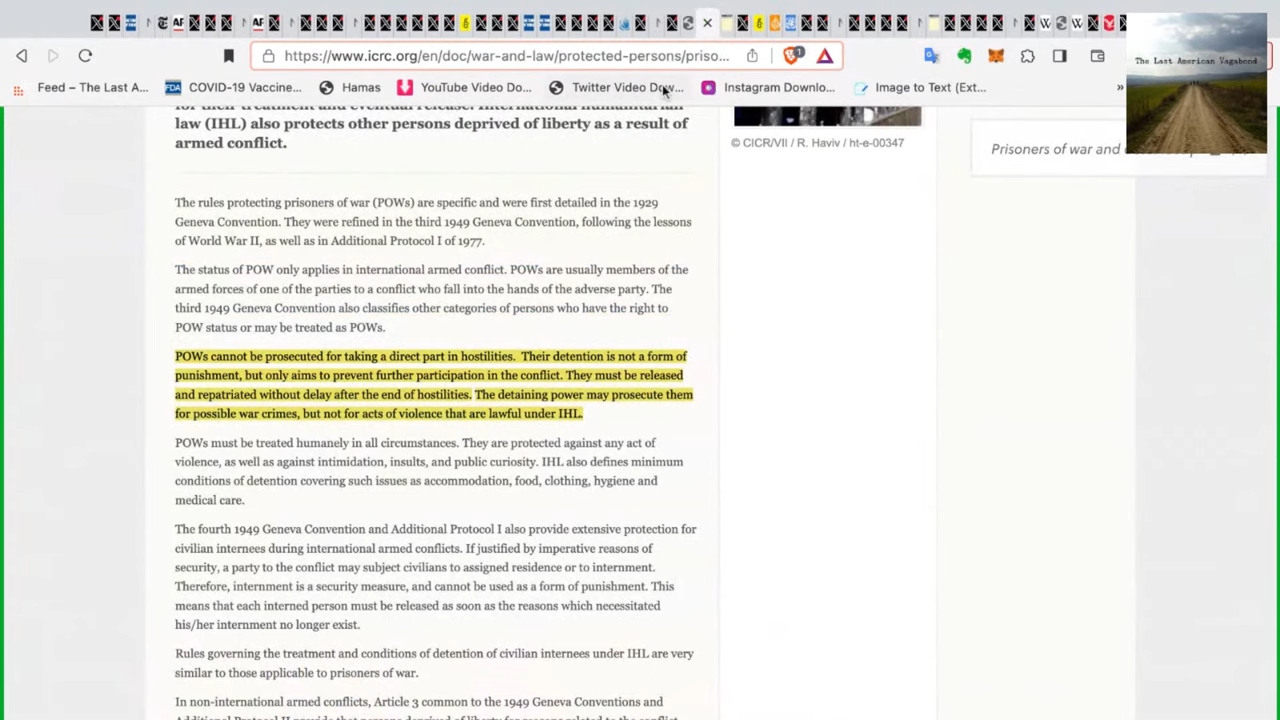 https://www.icrc.org/en/doc/war-and-law/protected-persons/priso...
Feed – The Last A... COVID-19 Vaccine... Hamas YouTube Video Do... Twitter Video Dow... Instagram Downlo... Image to Text (Ext... »
The Last American Vagabond
for their treatment and eventual release. International humanitarian
law (IHL) also protects other persons deprived of liberty as a result of
armed conflict.
© CICR/VII / R. Haviv / ht-e-00347
Prisoners of war and
The rules protecting prisoners of war (POWs) are specific and were first detailed in the 1929
Geneva Convention. They were refined in the third 1949 Geneva Convention, following the lessons
of World War II, as well as in Additional Protocol I of 1977.
The status of POW only applies in international armed conflict. POWs are usually members of the
armed forces of one of the parties to a conflict who fall into the hands of the adverse party. The
third 1949 Geneva Convention also classifies other categories of persons who have the right to
POW status or may be treated as POWs.
POWs cannot be prosecuted for taking a direct part in hostilities. Their detention is not a form of
punishment, but only aims to prevent further participation in the conflict. They must be released
and repatriated without delay after the end of hostilities. The detaining power may prosecute them
for possible war crimes, but not for acts of violence that are lawful under IHL.
POWs must be treated humanely in all circumstances. They are protected against any act of
violence, as well as against intimidation, insults, and public curiosity. IHL also defines minimum
conditions of detention covering such issues as accommodation, food, clothing, hygiene and
medical care.
The fourth 1949 Geneva Convention and Additional Protocol I also provide extensive protection for
civilian internees during international armed conflicts. If justified by imperative reasons of
security, a party to the conflict may subject civilians to assigned residence or to internment.
Therefore, internment is a security measure, and cannot be used as a form of punishment. This
means that each interned person must be released as soon as the reasons which necessitated
his/her internment no longer exist.
Rules governing the treatment and conditions of detention of civilian internees under IHL are very
similar to those applicable to prisoners of war.
In non-international armed conflicts, Article 3 common to the 1949 Geneva Conventions and